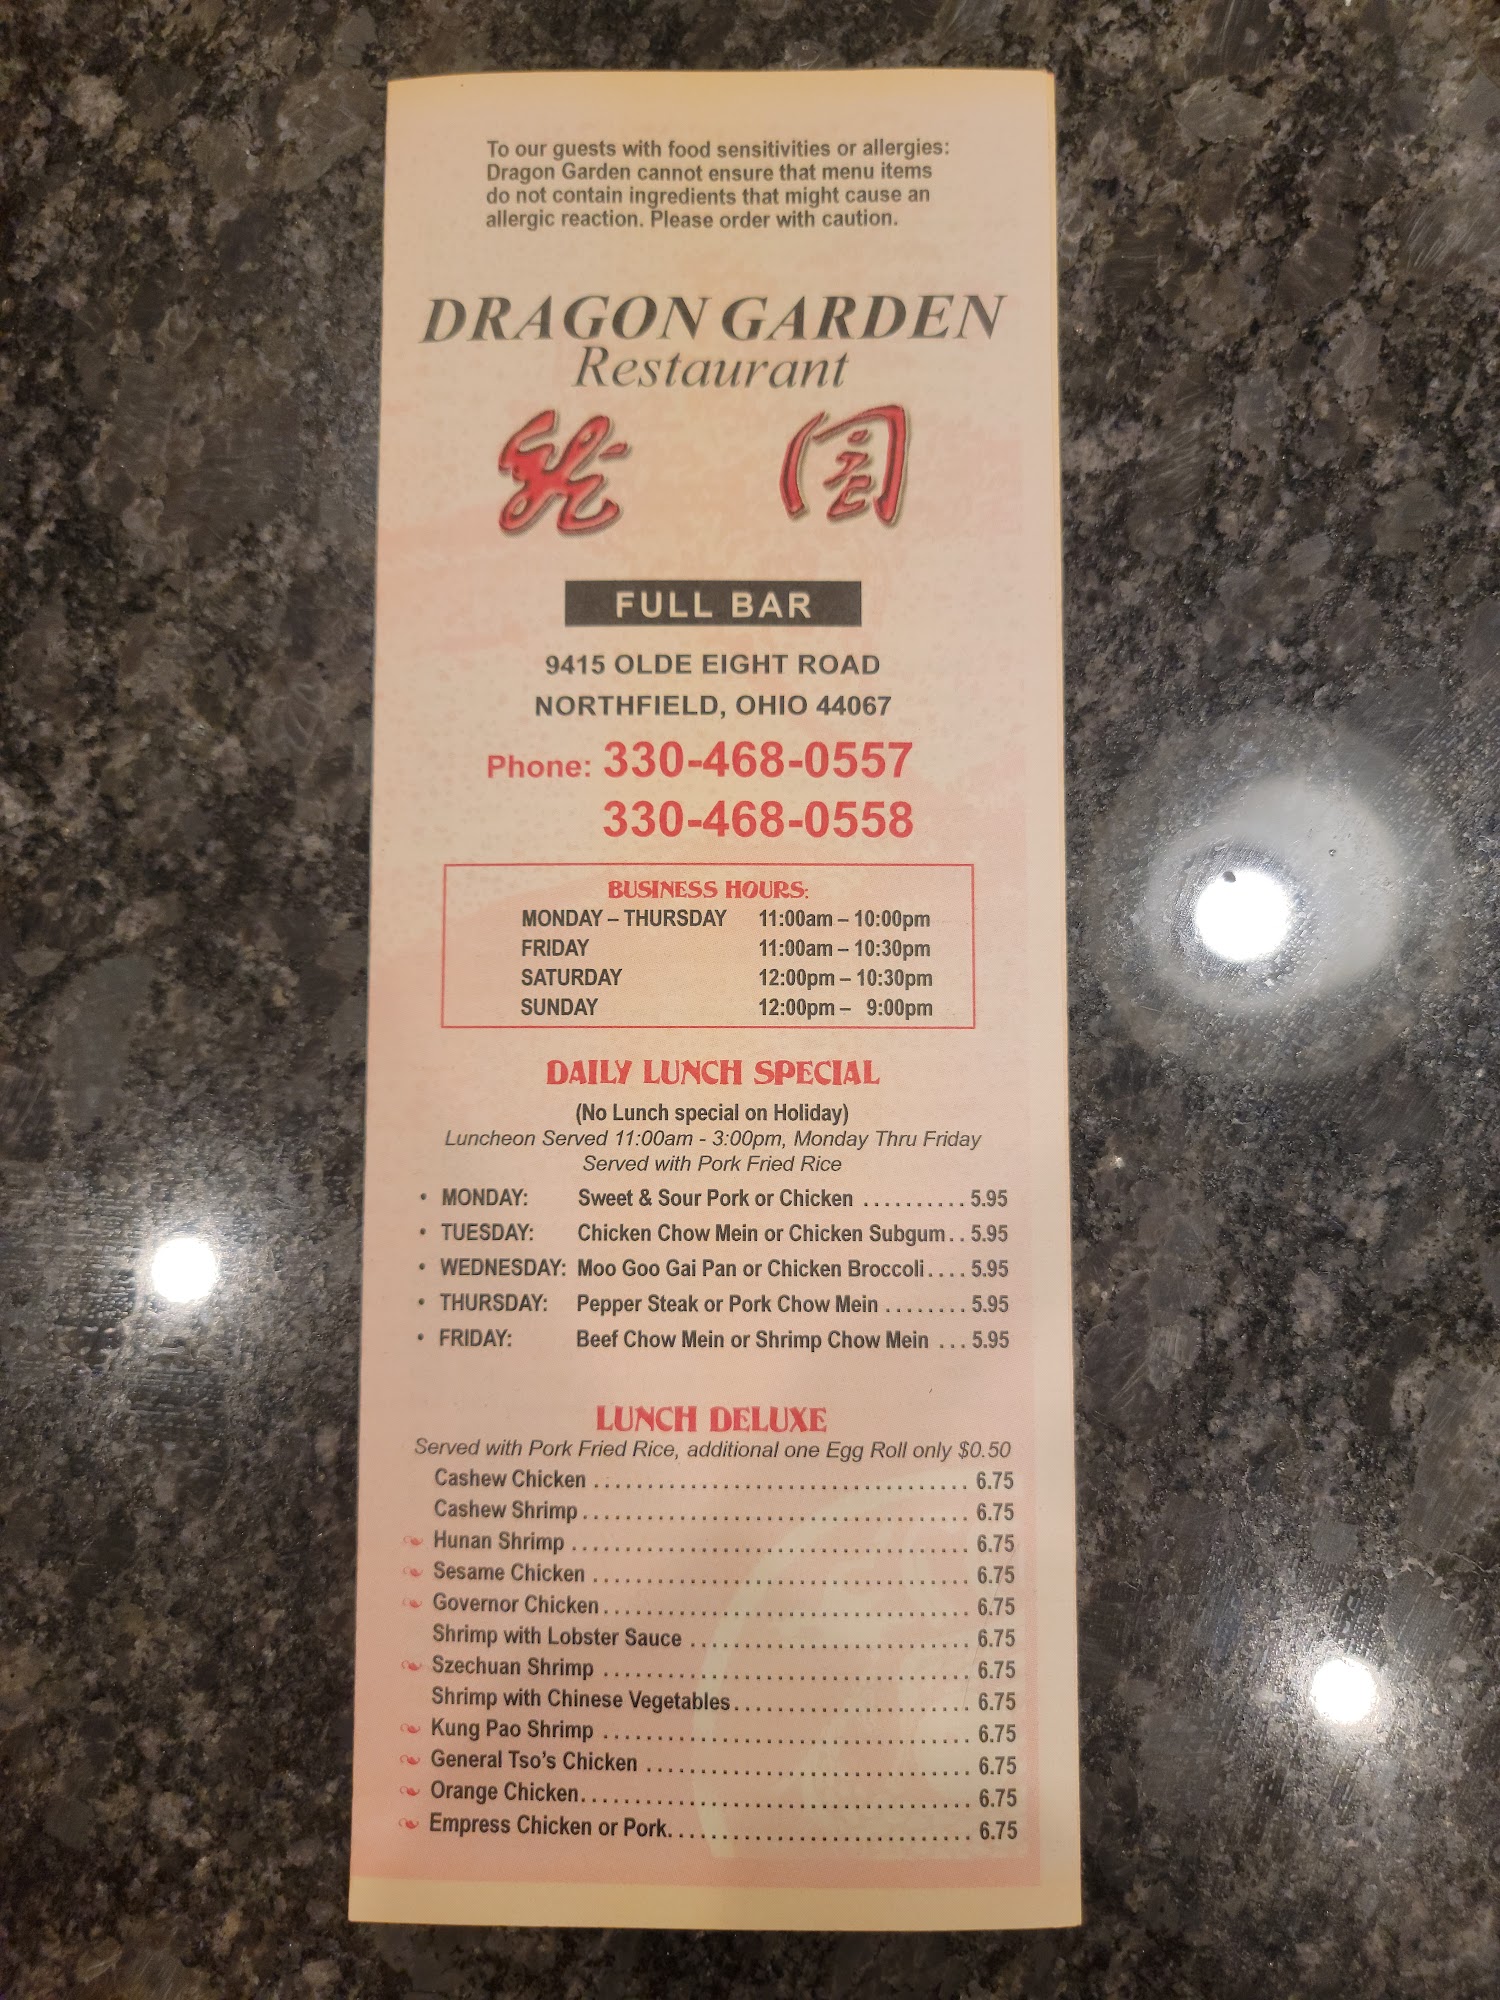 To our guests with food sensitivities or allergies:
Dragon Garden cannot ensure that menu items
do not contain ingredients that might cause an
allergic reaction. Please order with caution.
DRAGON GARDEN
Restaurant
龍 園
FULL BAR
9415 OLDE EIGHT ROAD
NORTHFIELD, OHIO 44067
Phone: 330-468-0557
330-468-0558
BUSINESS HOURS:
MONDAY – THURSDAY 11:00am – 10:00pm
FRIDAY 11:00am – 10:30pm
SATURDAY 12:00pm – 10:30pm
SUNDAY 12:00pm – 9:00pm
DAILY LUNCH SPECIAL
(No Lunch special on Holiday)
Luncheon Served 11:00am - 3:00pm, Monday Thru Friday
Served with Pork Fried Rice
• MONDAY: Sweet & Sour Pork or Chicken .......... 5.95
• TUESDAY: Chicken Chow Mein or Chicken Subgum.. 5.95
• WEDNESDAY: Moo Goo Gai Pan or Chicken Broccoli.... 5.95
• THURSDAY: Pepper Steak or Pork Chow Mein ........ 5.95
• FRIDAY: Beef Chow Mein or Shrimp Chow Mein ... 5.95
LUNCH DELUXE
Served with Pork Fried Rice, additional one Egg Roll only $0.50
Cashew Chicken .................................... 6.75
Cashew Shrimp..................................... 6.75
Hunan Shrimp ...................................... 6.75
Sesame Chicken .................................... 6.75
Governor Chicken................................... 6.75
Shrimp with Lobster Sauce ........................... 6.75
Szechuan Shrimp ................................... 6.75
Shrimp with Chinese Vegetables....................... 6.75
Kung Pao Shrimp ................................... 6.75
General Tso's Chicken ............................... 6.75
Orange Chicken..................................... 6.75
Empress Chicken or Pork............................. 6.75